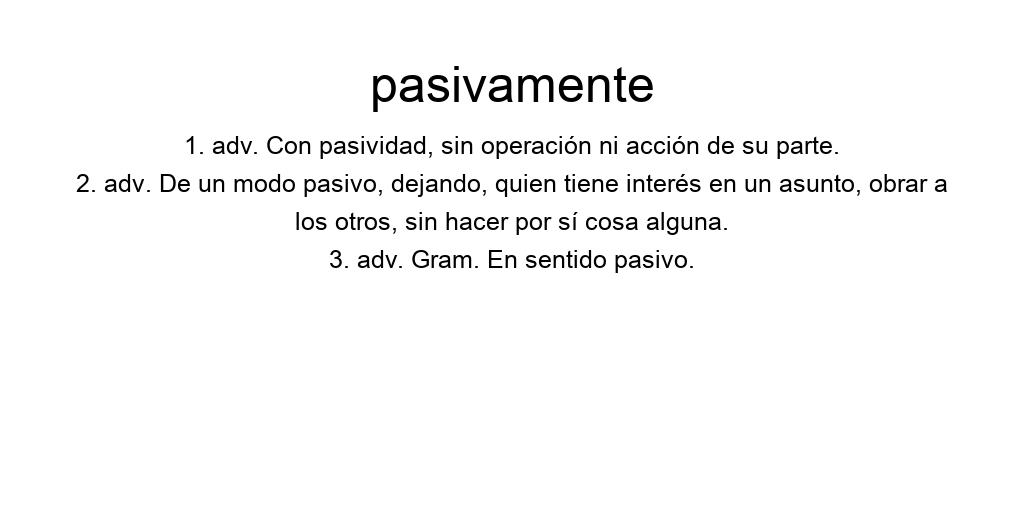 pasivamente
1. adv. Con pasividad, sin operación ni acción de su parte.
2. adv. De un modo pasivo, dejando, quien tiene interés en un asunto, obrar a
los otros, sin hacer por sí cosa alguna.
3. adv. Gram. En sentido pasivo.